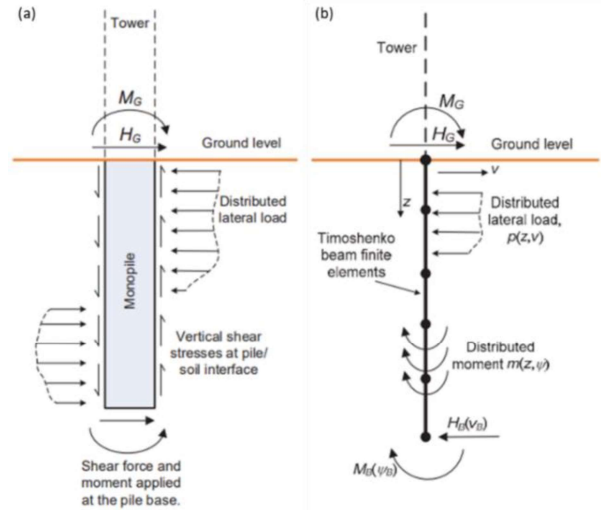 (a)
Tower
M_G
H_G
Ground level
Distributed
lateral load
Monopile
Vertical shear
stresses at pile/
soil interface
Shear force and
moment applied
at the pile base.
(b)
Tower
M_G
H_G
Ground level
v
z
Distributed
lateral load,
p(z,v)
Timoshenko
beam finite
elements
Distributed
moment m(z,ψ)
H_B(v_B)
M_B(ψ_B)